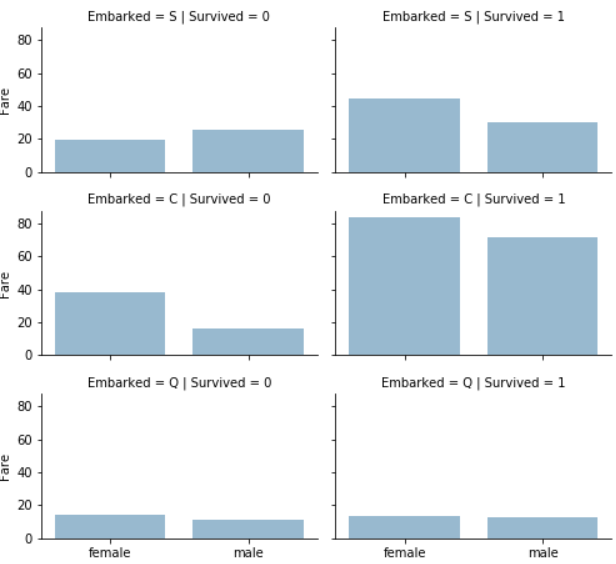 Embarked = S | Survived = 0
Embarked = S | Survived = 1
80
60
40
20
0
Fare
Embarked = C | Survived = 0
Embarked = C | Survived = 1
80
60
40
20
0
Fare
Embarked = Q | Survived = 0
Embarked = Q | Survived = 1
80
60
40
20
0
Fare
female male female male